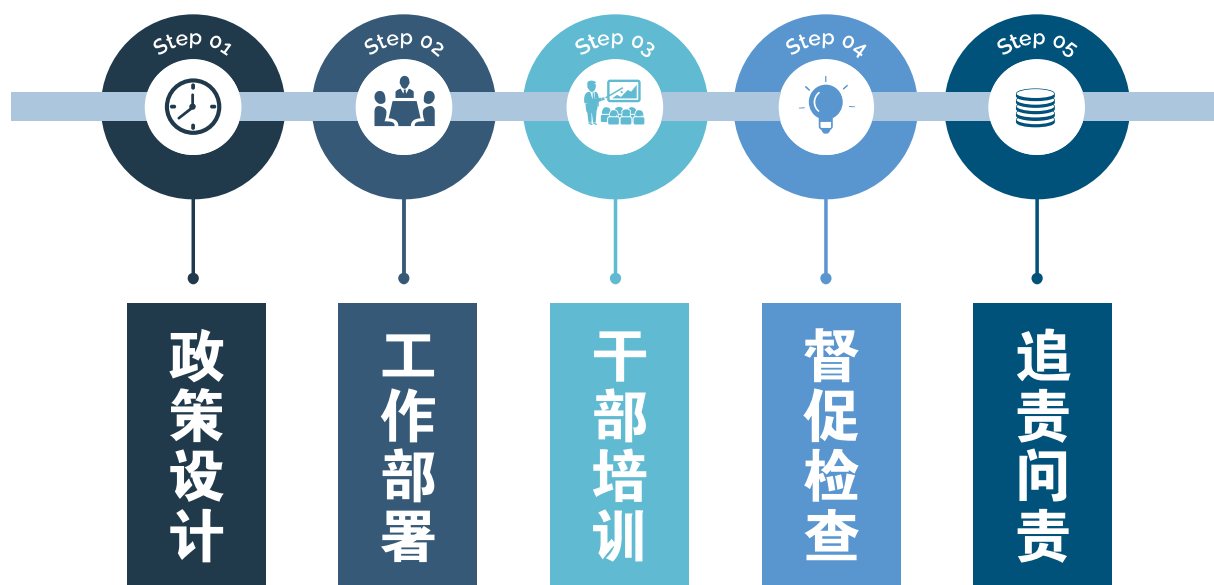 Step 01
Step 02
Step 03
Step 04
Step 05
政策设计
工作部署
干部培训
督促检查
追责问责